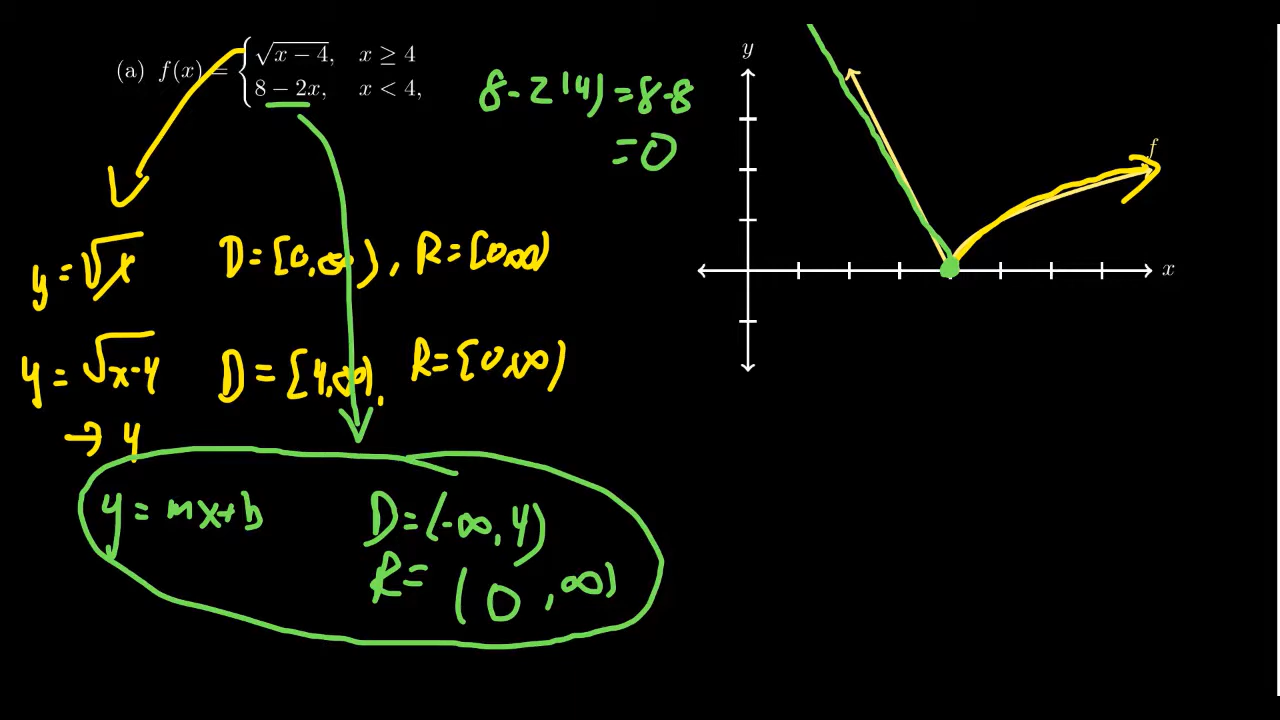 (a) f(x) = { √(x − 4), x ≥ 4
8 − 2x, x < 4,
8 - 2(4) = 8-8
= 0
y = √x D = [0, ∞), R = [0,∞)
y = √x-4 D = [4,∞), R = [0,∞)
→ 4
y = mx+b D = (-∞, 4)
R = (0, ∞)
y
f
x